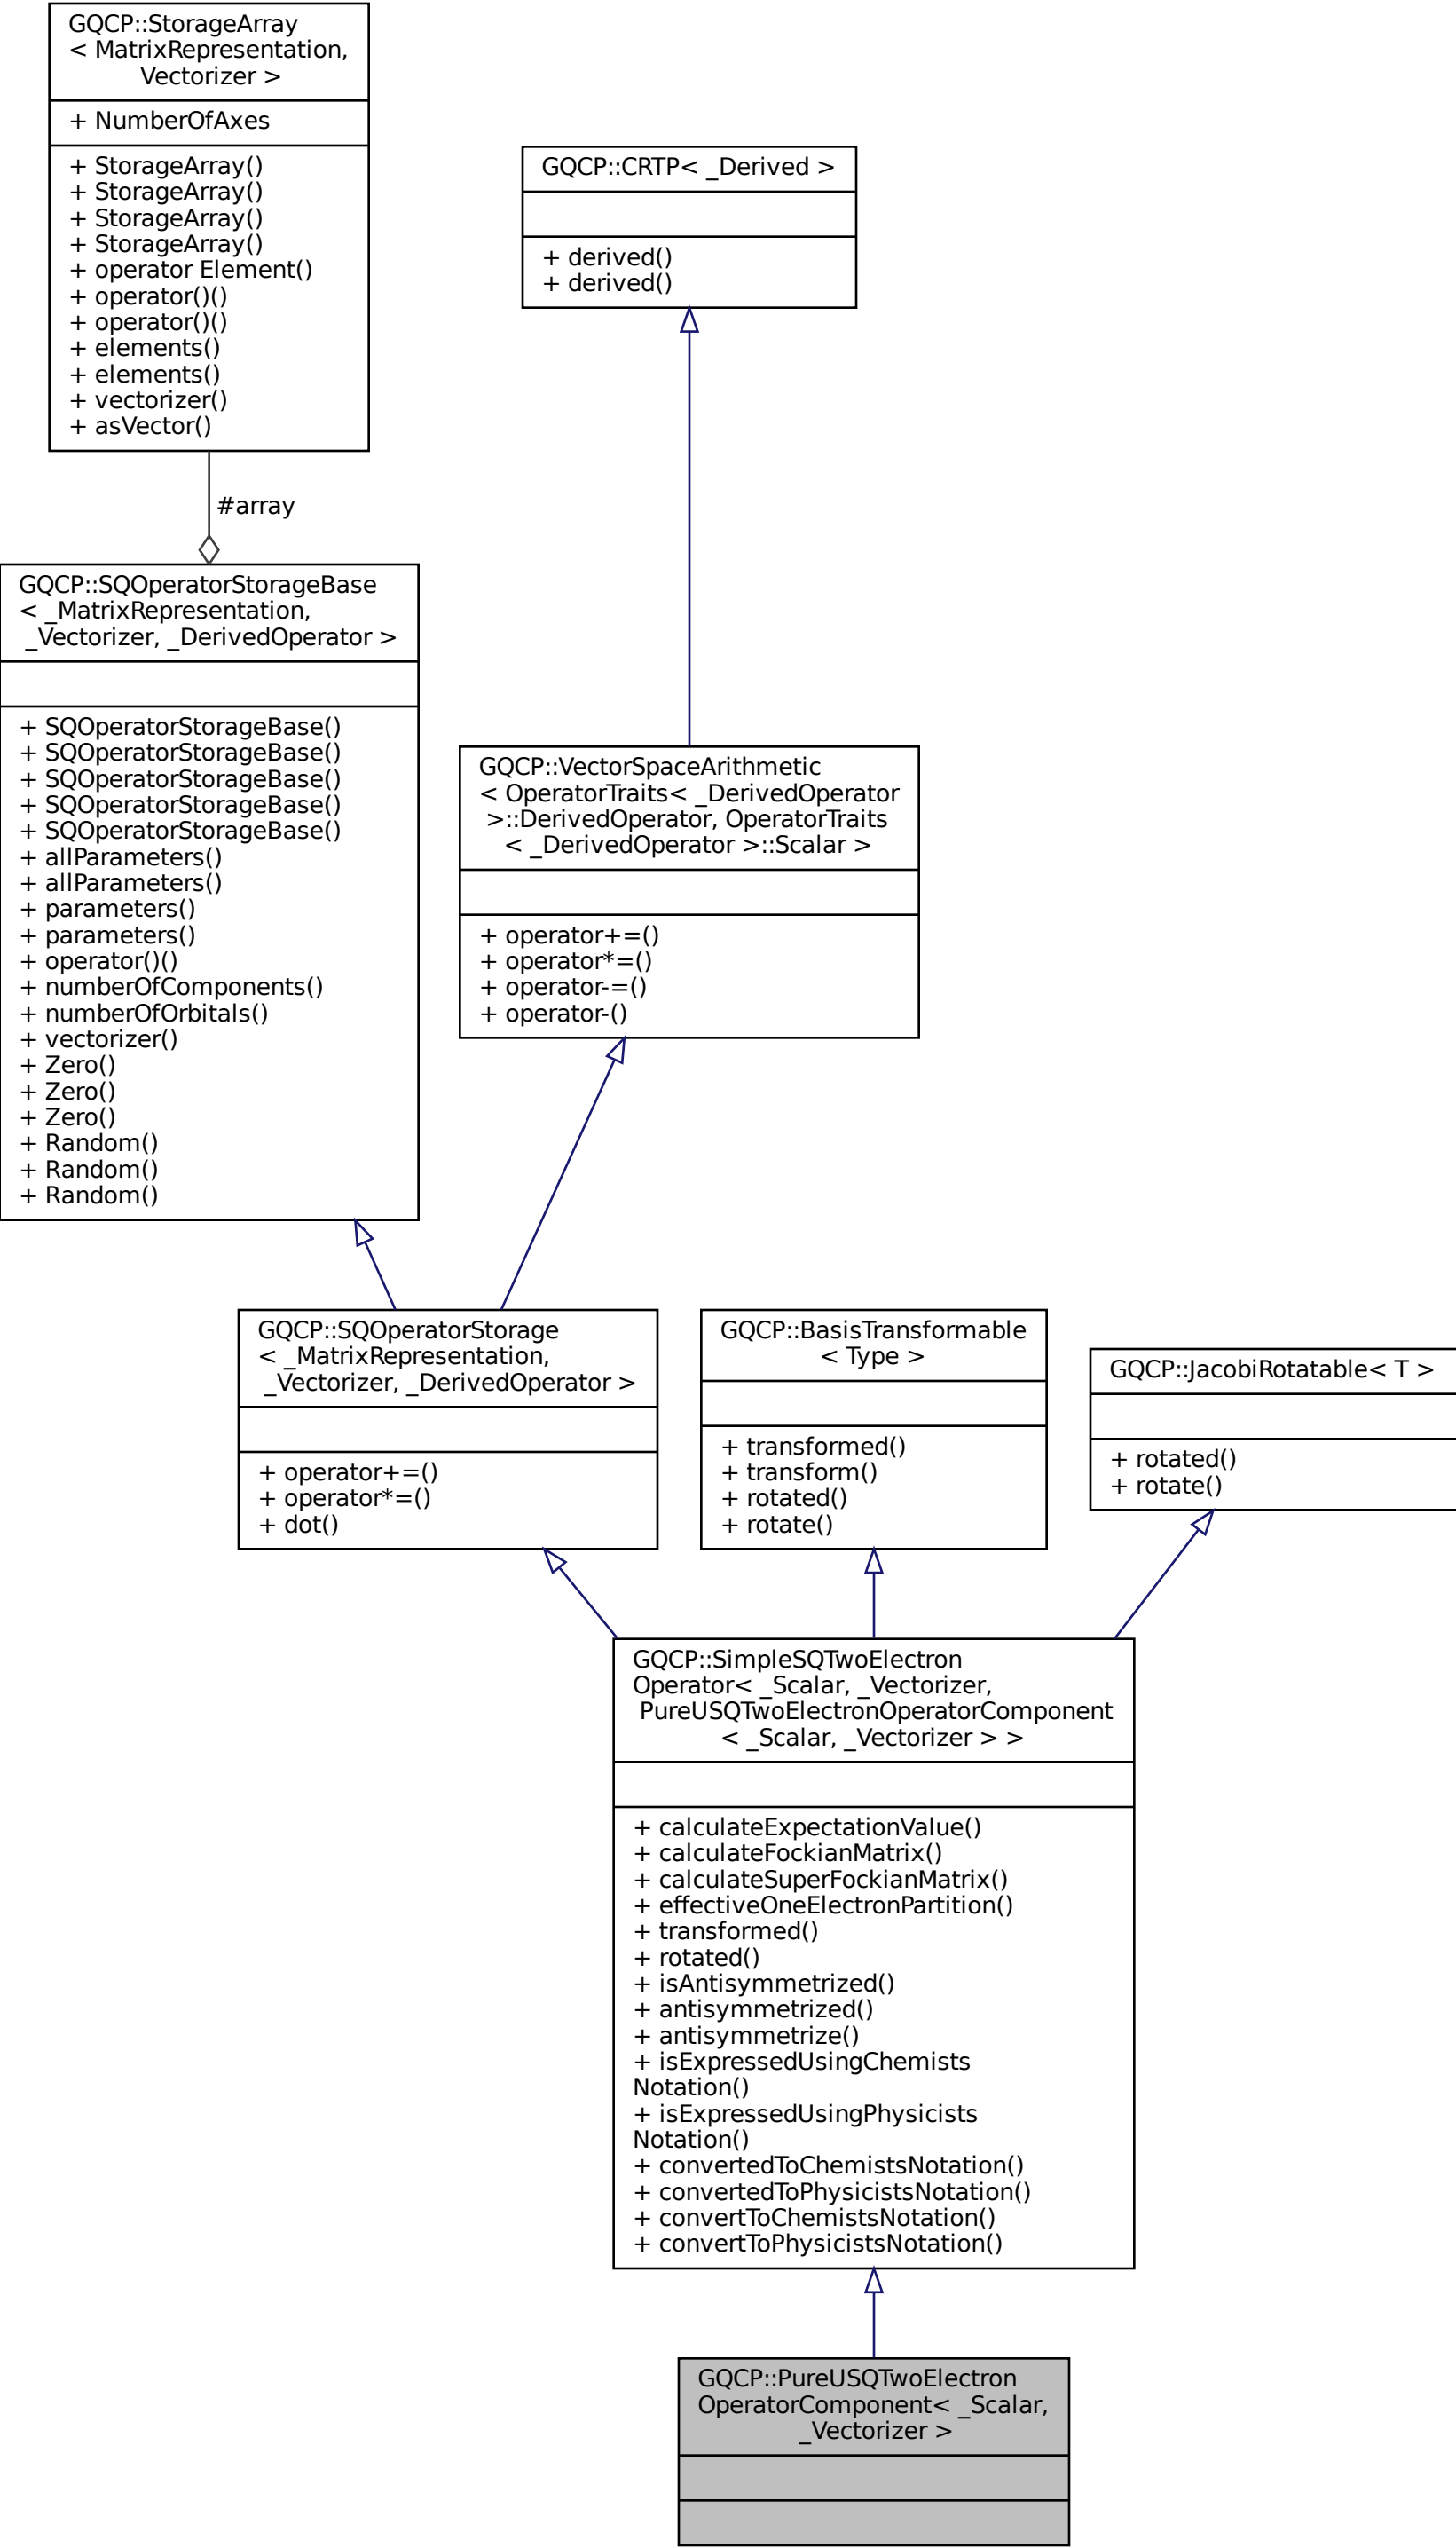 GQCP::StorageArray
< MatrixRepresentation,
Vectorizer >
+ NumberOfAxes
+ StorageArray()
+ StorageArray()
+ StorageArray()
+ StorageArray()
+ operator Element()
+ operator()()
+ operator()()
+ elements()
+ elements()
+ vectorizer()
+ asVector()
GQCP::CRTP< _Derived >
+ derived()
+ derived()
#array
GQCP::SQOperatorStorageBase
< _MatrixRepresentation,
_Vectorizer, _DerivedOperator >
+ SQOperatorStorageBase()
+ SQOperatorStorageBase()
+ SQOperatorStorageBase()
+ SQOperatorStorageBase()
+ SQOperatorStorageBase()
+ allParameters()
+ allParameters()
+ parameters()
+ parameters()
+ operator()()
+ numberOfComponents()
+ numberOfOrbitals()
+ vectorizer()
+ Zero()
+ Zero()
+ Zero()
+ Random()
+ Random()
+ Random()
GQCP::VectorSpaceArithmetic
< OperatorTraits< _DerivedOperator
>::DerivedOperator, OperatorTraits
< _DerivedOperator >::Scalar >
+ operator+=()
+ operator*=()
+ operator-=()
+ operator-()
GQCP::SQOperatorStorage
< _MatrixRepresentation,
_Vectorizer, _DerivedOperator >
+ operator+=()
+ operator*=()
+ dot()
GQCP::BasisTransformable
< Type >
+ transformed()
+ transform()
+ rotated()
+ rotate()
GQCP::JacobiRotatable< T >
+ rotated()
+ rotate()
GQCP::SimpleSQTwoElectron
Operator< _Scalar, _Vectorizer,
PureUSQTwoElectronOperatorComponent
< _Scalar, _Vectorizer > >
+ calculateExpectationValue()
+ calculateFockianMatrix()
+ calculateSuperFockianMatrix()
+ effectiveOneElectronPartition()
+ transformed()
+ rotated()
+ isAntisymmetrized()
+ antisymmetrized()
+ antisymmetrize()
+ isExpressedUsingChemists
Notation()
+ isExpressedUsingPhysicists
Notation()
+ convertedToChemistsNotation()
+ convertedToPhysicistsNotation()
+ convertToChemistsNotation()
+ convertToPhysicistsNotation()
GQCP::PureUSQTwoElectron
OperatorComponent< _Scalar,
_Vectorizer >